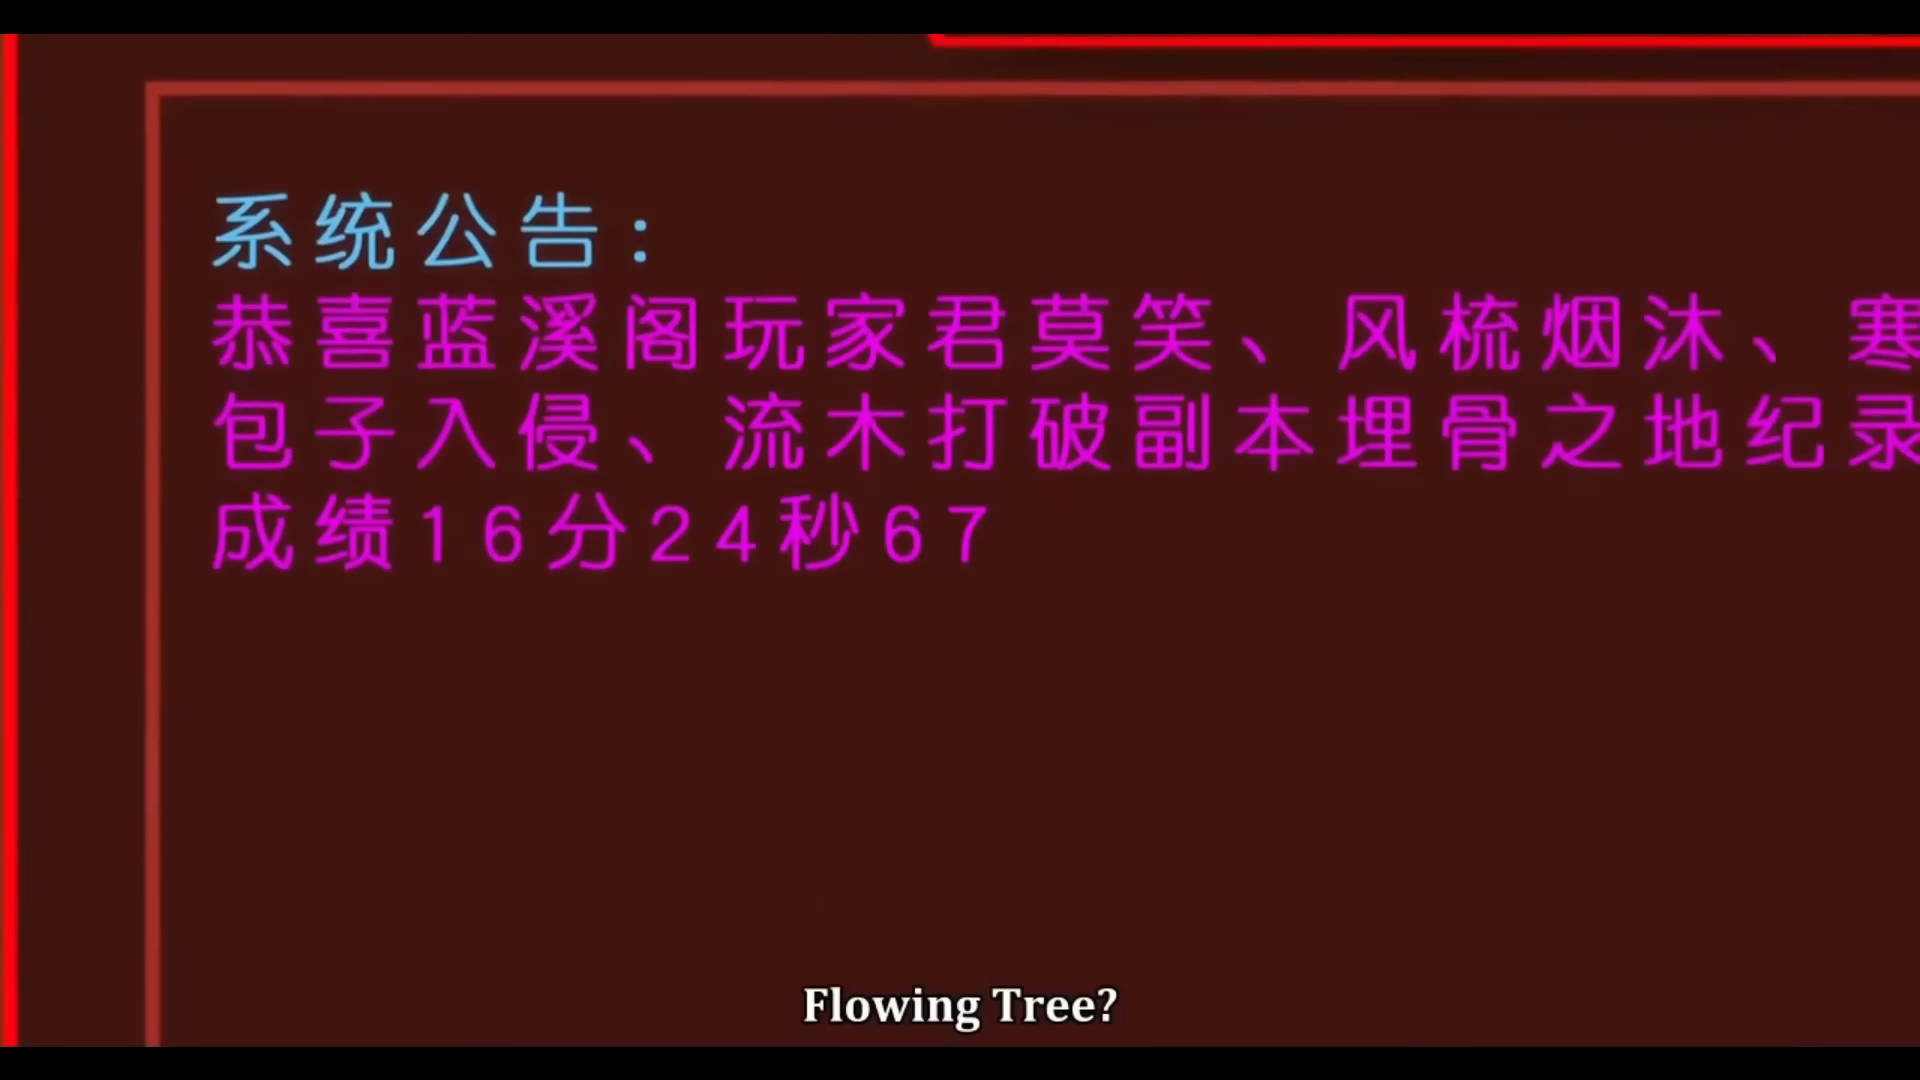 系统公告：
恭喜蓝溪阁玩家君莫笑、风梳烟沐、寒
包子入侵、流木打破副本埋骨之地纪录
成绩16分24秒67
Flowing Tree?